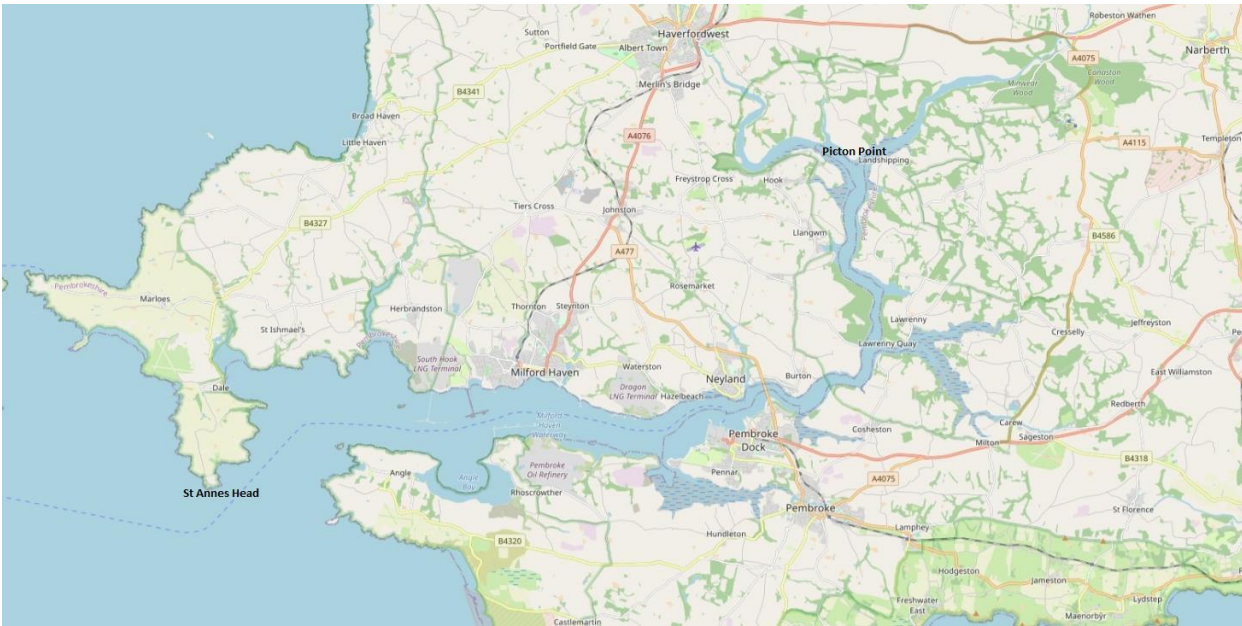 Robeston Wathen
Sutton
Haverfordwest
Portfield Gate
Albert Town
Narberth
A4075
Merlin's Bridge
Minwear
Wood
Canaston
Wood
B4341
Broad Haven
A4076
Templeton
Little Haven
A4115
Picton Point
Landshipping
Freystrop Cross
Hook
Tiers Cross
Johnston
B4327
Llangwm
B4586
A477
Pembrokeshire
Marloes
Rosemarket
Herbrandston
Thornton
Steynton
St Ishmael's
Lawrenny
Jeffreyston
Cresselly
Lawrenny Quay
South Hook
LNG Terminal
Milford Haven
Waterston
East Williamston
Neyland
Burton
Dale
Dragon
LNG Terminal
Hazelbeach
Redberth
Milford
Haven
Waterway
Carew
Cosheston
Sageston
Pembroke
Dock
Milton
B4318
Angle
Pembroke
Oil Refinery
Pennar
A4075
Angle
Bay
St Annes Head
Rhoscrowther
Pembroke
St Florence
Lamphey
Hundleton
B4320
Hodgeston
Jameston
Freshwater
East
Lydstep
Manorbŷr
Castlemartin